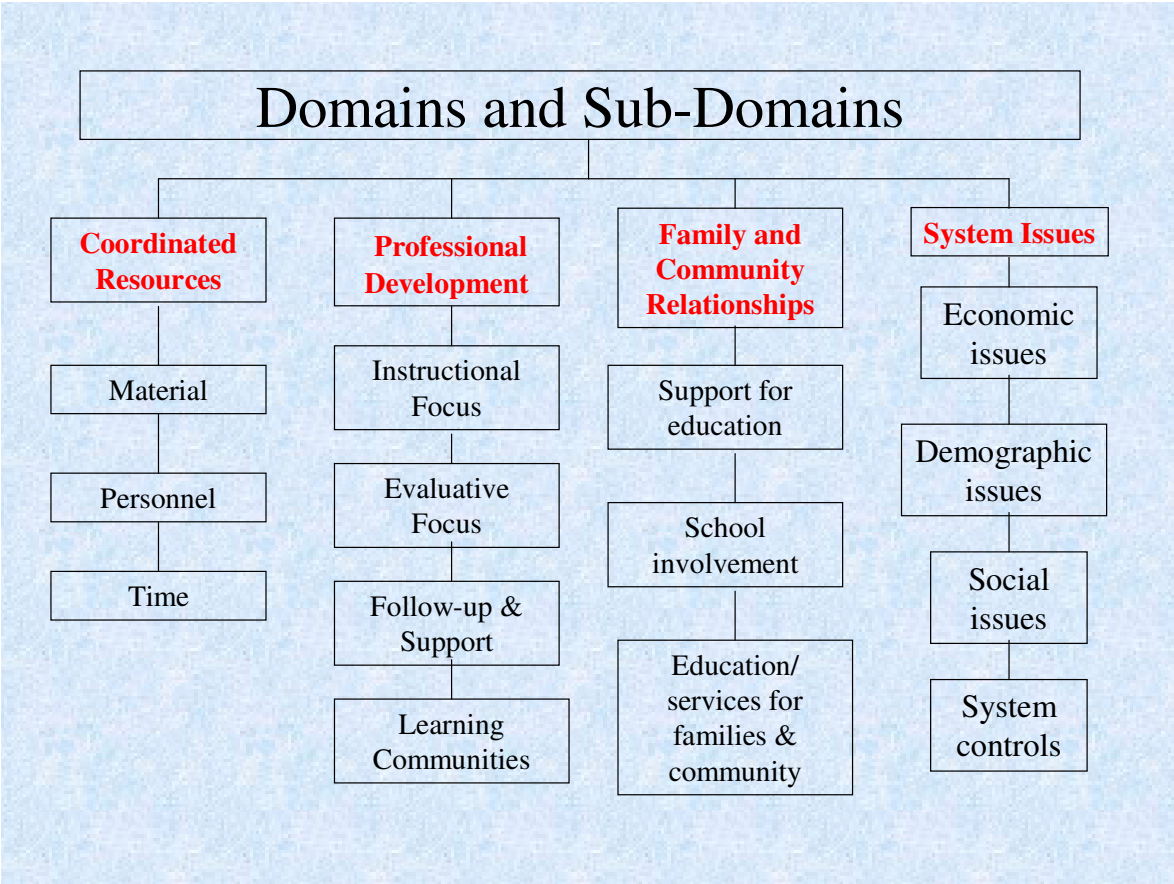 Domains and Sub-Domains
Coordinated
Resources
Material
Personnel
Time
Professional
Development
Instructional
Focus
Evaluative
Focus
Follow-up &
Support
Learning
Communities
Family and
Community
Relationships
Support for
education
School
involvement
Education/
services for
families &
community
System Issues
Economic
issues
Demographic
issues
Social
issues
System
controls